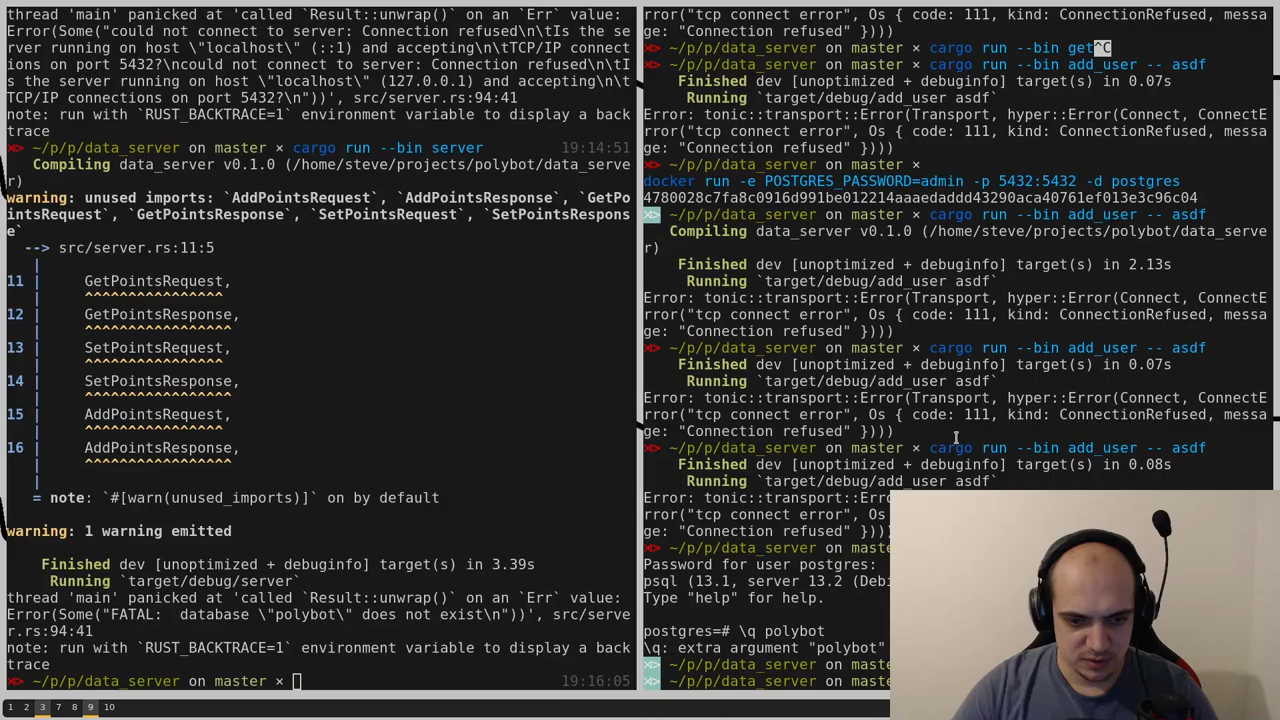 thread 'main' panicked at 'called `Result::unwrap()` on an `Err` value:
Error(Some("could not connect to server: Connection refused\n\tIs the se
rver running on host \"localhost\" (::1) and accepting\n\tTCP/IP connect
ions on port 5432?\ncould not connect to server: Connection refused\n\tI
s the server running on host \"localhost\" (127.0.0.1) and accepting\n\t
TCP/IP connections on port 5432?\n"))', src/server.rs:94:41
note: run with `RUST_BACKTRACE=1` environment variable to display a back
trace
~/p/p/data_server on master × cargo run --bin server 19:14:51
Compiling data_server v0.1.0 (/home/steve/projects/polybot/data_serve
r)
warning: unused imports: `AddPointsRequest`, `AddPointsResponse`, `GetPo
intsRequest`, `GetPointsResponse`, `SetPointsRequest`, `SetPointsRespons
e`
--> src/server.rs:11:5
|
11 | GetPointsRequest,
| ^^^^^^^^^^^^^^^^
12 | GetPointsResponse,
| ^^^^^^^^^^^^^^^^^
13 | SetPointsRequest,
| ^^^^^^^^^^^^^^^^
14 | SetPointsResponse,
| ^^^^^^^^^^^^^^^^^
15 | AddPointsRequest,
| ^^^^^^^^^^^^^^^^
16 | AddPointsResponse,
| ^^^^^^^^^^^^^^^^^
|
= note: `#[warn(unused_imports)]` on by default
warning: 1 warning emitted
Finished dev [unoptimized + debuginfo] target(s) in 3.39s
Running `target/debug/server`
thread 'main' panicked at 'called `Result::unwrap()` on an `Err` value:
Error(Some("FATAL:  database \"polybot\" does not exist\n"))', src/serve
r.rs:94:41
note: run with `RUST_BACKTRACE=1` environment variable to display a back
trace
~/p/p/data_server on master × 19:16:05
rror("tcp connect error", Os { code: 111, kind: ConnectionRefused, messa
ge: "Connection refused" })))
~/p/p/data_server on master × cargo run --bin get^C
~/p/p/data_server on master × cargo run --bin add_user -- asdf
Finished dev [unoptimized + debuginfo] target(s) in 0.07s
Running `target/debug/add_user asdf`
Error: tonic::transport::Error(Transport, hyper::Error(Connect, ConnectE
rror("tcp connect error", Os { code: 111, kind: ConnectionRefused, messa
ge: "Connection refused" })))
~/p/p/data_server on master ×
docker run -e POSTGRES_PASSWORD=admin -p 5432:5432 -d postgres
4780028c7fa8c0916d991be012214aaaedaddd43290aca40761ef013e3c96c04
~/p/p/data_server on master × cargo run --bin add_user -- asdf
Compiling data_server v0.1.0 (/home/steve/projects/polybot/data_serve
r)
Finished dev [unoptimized + debuginfo] target(s) in 2.13s
Running `target/debug/add_user asdf`
Error: tonic::transport::Error(Transport, hyper::Error(Connect, ConnectE
rror("tcp connect error", Os { code: 111, kind: ConnectionRefused, messa
ge: "Connection refused" })))
~/p/p/data_server on master × cargo run --bin add_user -- asdf
Finished dev [unoptimized + debuginfo] target(s) in 0.07s
Running `target/debug/add_user asdf`
Error: tonic::transport::Error(Transport, hyper::Error(Connect, ConnectE
rror("tcp connect error", Os { code: 111, kind: ConnectionRefused, messa
ge: "Connection refused" })))
~/p/p/data_server on master × cargo run --bin add_user -- asdf
Finished dev [unoptimized + debuginfo] target(s) in 0.08s
Running `target/debug/add_user asdf`
Error: tonic::transport::Err
rror("tcp connect error", Os
ge: "Connection refused" })))
~/p/p/data_server on maste
Password for user postgres:
psql (13.1, server 13.2 (Debi
Type "help" for help.
postgres=# \q polybot
\q: extra argument "polybot"
~/p/p/data_server on maste
~/p/p/data_server on maste
1 2 3 7 8 9 10